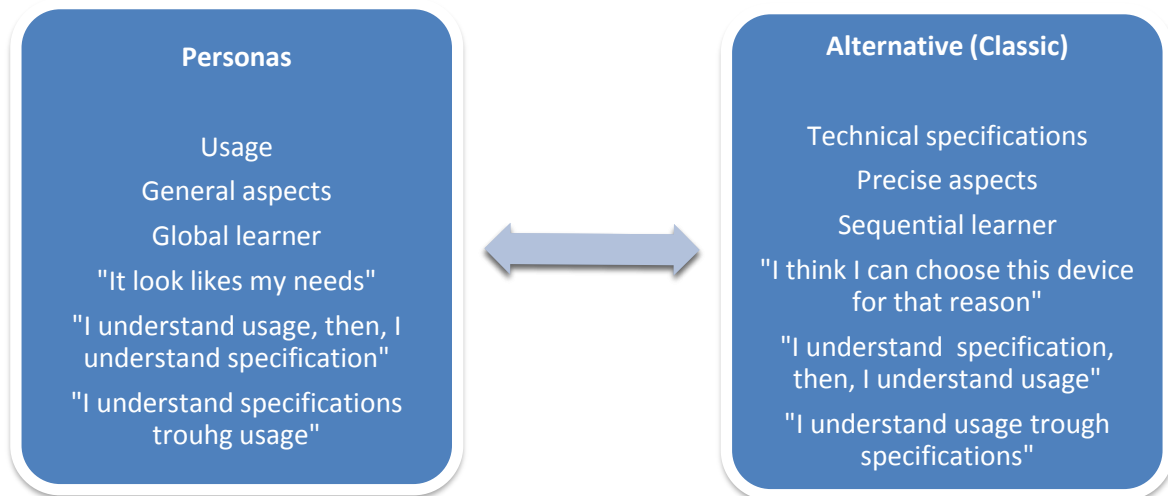 Personas
Usage
General aspects
Global learner
"It look likes my needs"
"I understand usage, then, I
understand specification"
"I understand specifications
trouhg usage"
Alternative (Classic)
Technical specifications
Precise aspects
Sequential learner
"I think I can choose this device
for that reason"
"I understand  specification,
then, I understand usage"
"I understand usage trough
specifications"